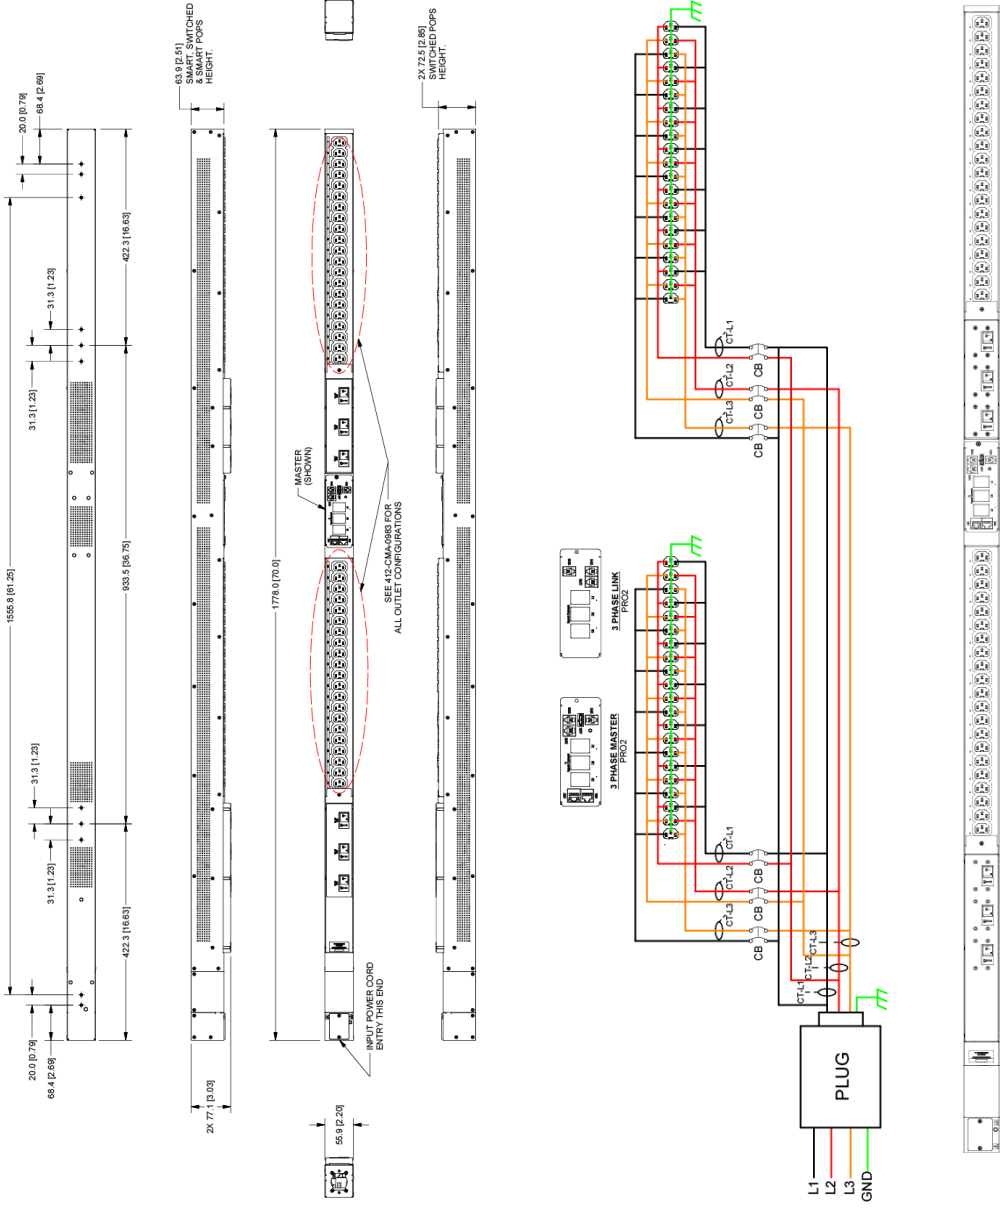 20.0 [0.79]
68.4 [2.69]
1555.8 [61.25]
31.3 [1.23]
31.3 [1.23]
422.3 [16.63]
933.5 [36.75]
31.3 [1.23]
31.3 [1.23]
422.3 [16.63]
20.0 [0.79]
68.4 [2.69]
63.9 [2.51]
SMART, SWITCHED
& SMART POPS
HEIGHT.
2X 77.1 [3.03]
1778.0 [70.0]
MASTER
(SHOWN)
SEE 412-CMA-0983 FOR
ALL OUTLET CONFIGURATIONS
INPUT POWER CORD
ENTRY THIS END
55.9 [2.20]
2X 72.5 [2.85]
SWITCHED POPS
HEIGHT.
3 PHASE LINK
PRO2
3 PHASE MASTER
PRO2
CT-L1
CT-L2
CT-L3
CB
CB
CB
CT-L1
CT-L2
CT-L3
CB
CB
CB
CT-L3
CT-L2
CT-L1
PLUG
L1
L2
L3
GND